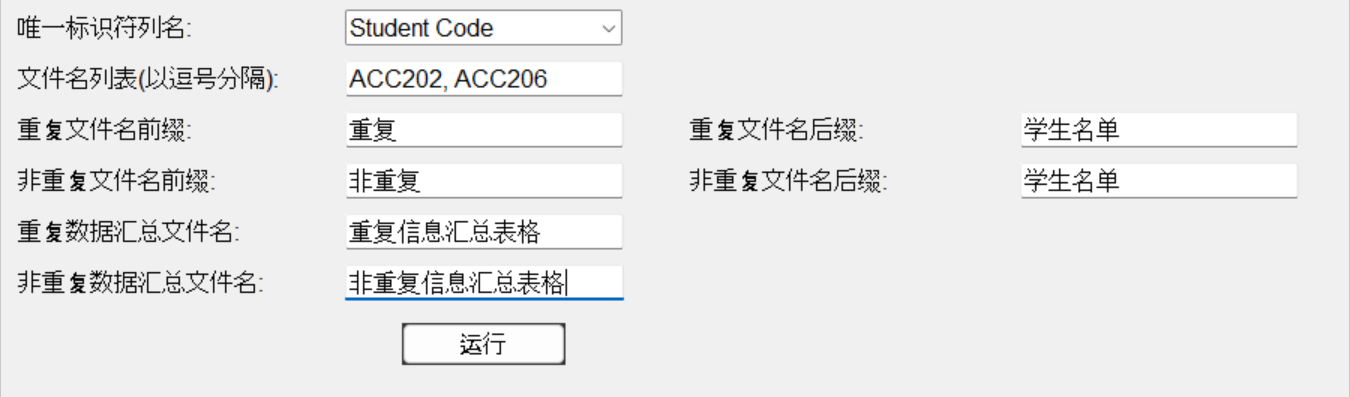 唯一标识符列名: Student Code
文件名列表(以逗号分隔): ACC202, ACC206
重复文件名前缀: 重复 重复文件名后缀: 学生名单
非重复文件名前缀: 非重复 非重复文件名后缀: 学生名单
重复数据汇总文件名: 重复信息汇总表格
非重复数据汇总文件名: 非重复信息汇总表格
运行